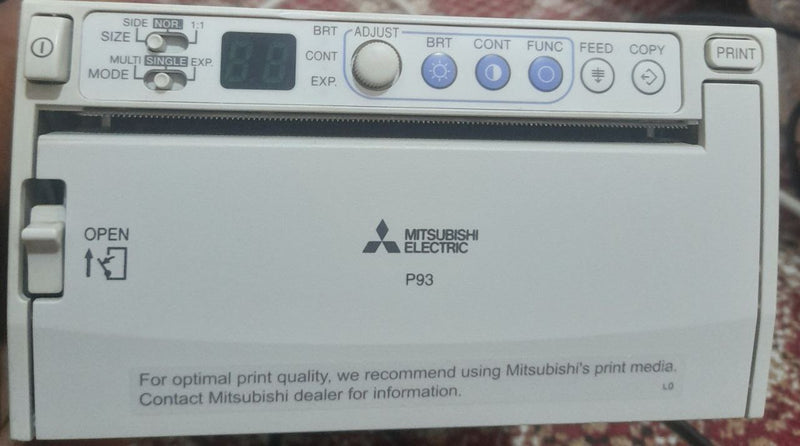 SIDE NOR. 1:1
SIZE
MULTI SINGLE EXP.
MODE
BRT
CONT
EXP.
ADJUST
BRT CONT FUNC FEED COPY
PRINT
OPEN
MITSUBISHI
ELECTRIC
P93
For optimal print quality, we recommend using Mitsubishi's print media.
Contact Mitsubishi dealer for information.
LO